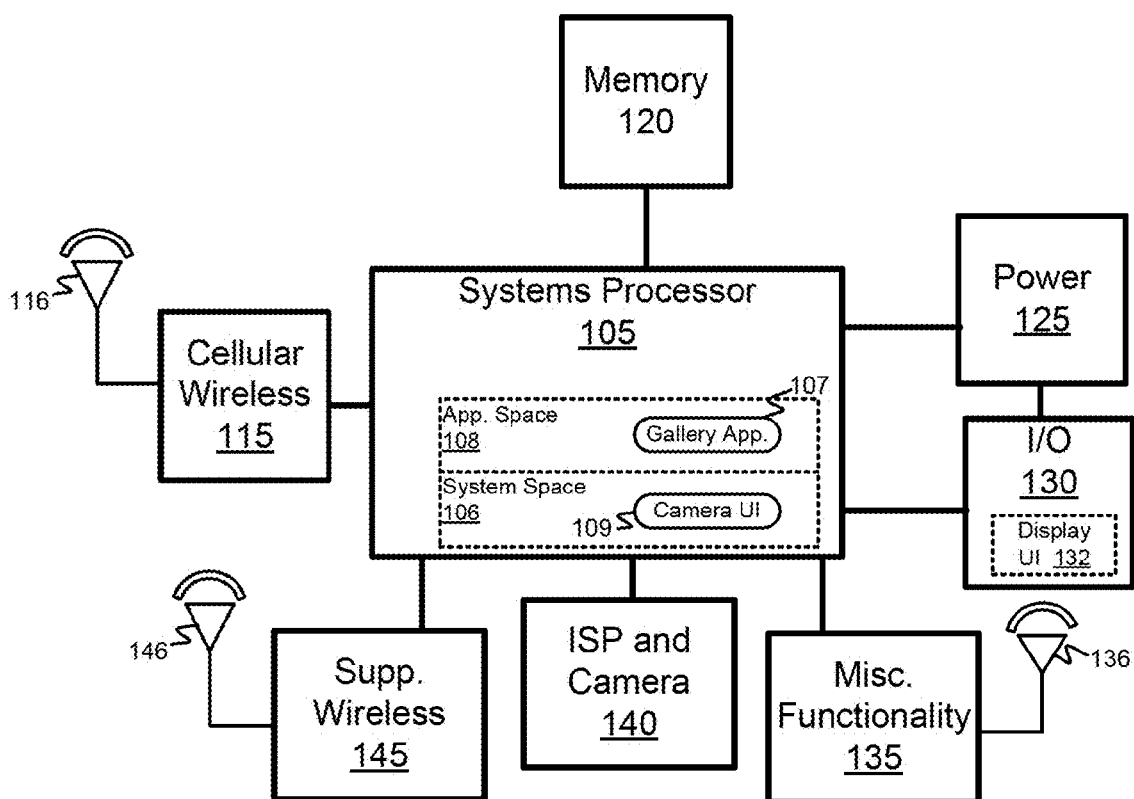 Memory
120
116
Cellular
Wireless
115
Systems Processor
105
App. Space
108
Gallery App.
107
System Space
106
109
Camera UI
Power
125
I/O
130
Display
UI 132
146
Supp.
Wireless
145
ISP and
Camera
140
Misc.
Functionality
135
136